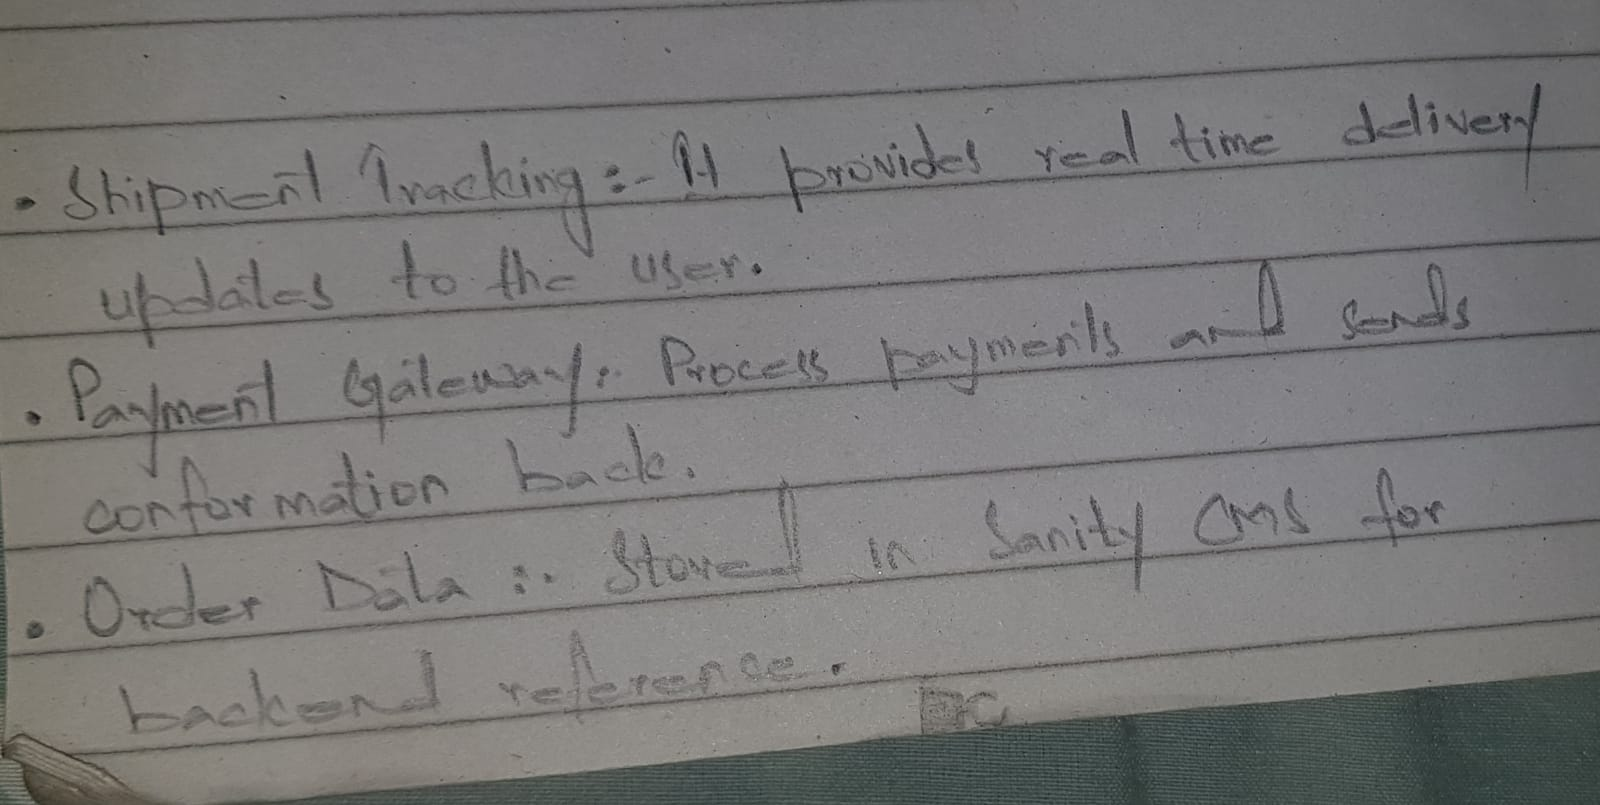 • Shipment Tracking :- It provides real time delivery
updates to the user.
• Payment Gateway :- Process payments and sends
conformation back.
• Order Data :- Stored in Sanity CMS for
backend reference.